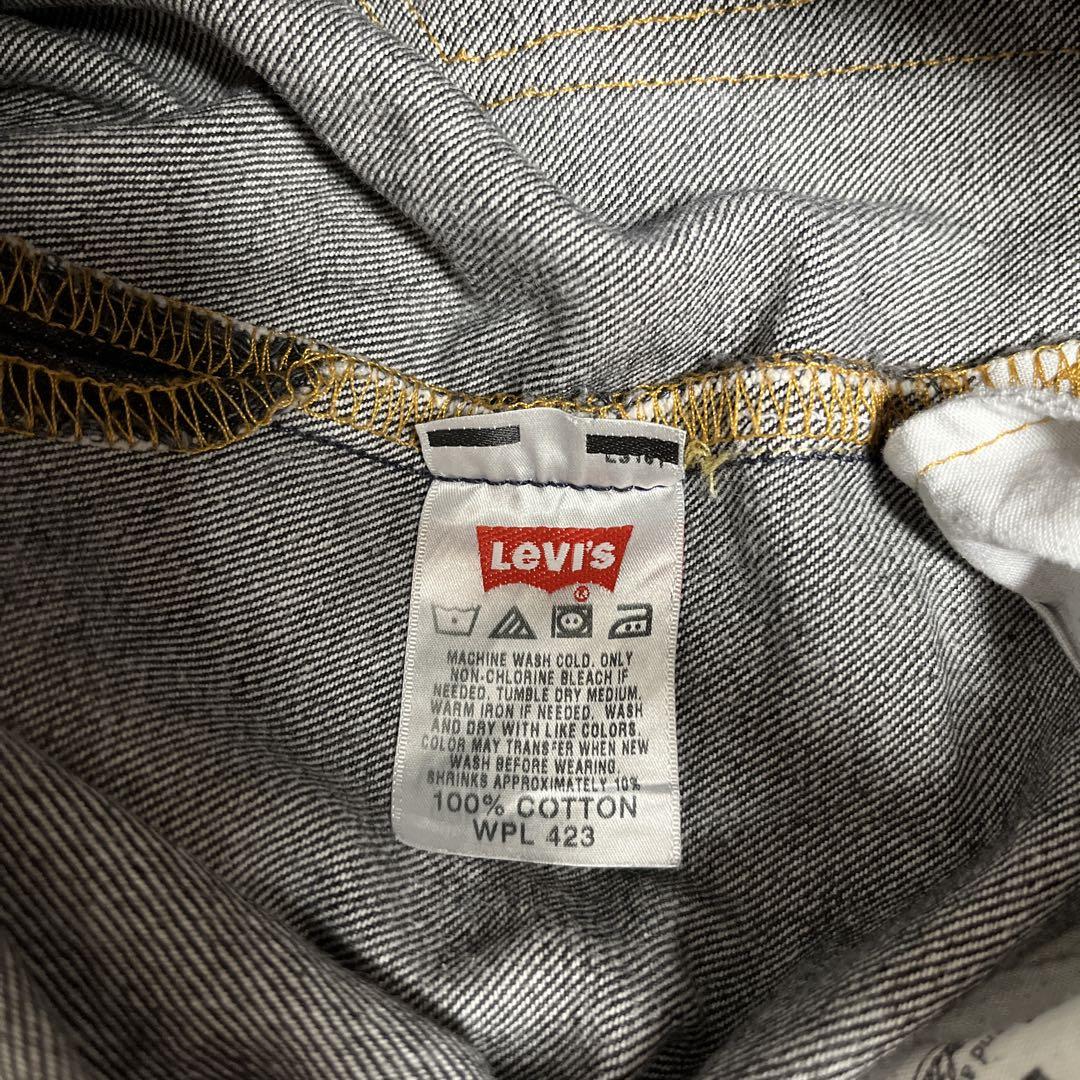 LEVI'S
®
MACHINE WASH COLD. ONLY
NON-CHLORINE BLEACH IF
NEEDED. TUMBLE DRY MEDIUM.
WARM IRON IF NEEDED. WASH
AND DRY WITH LIKE COLORS.
COLOR MAY TRANSFER WHEN NEW
WASH BEFORE WEARING.
SHRINKS APPROXIMATELY 10%
100% COTTON
WPL 423